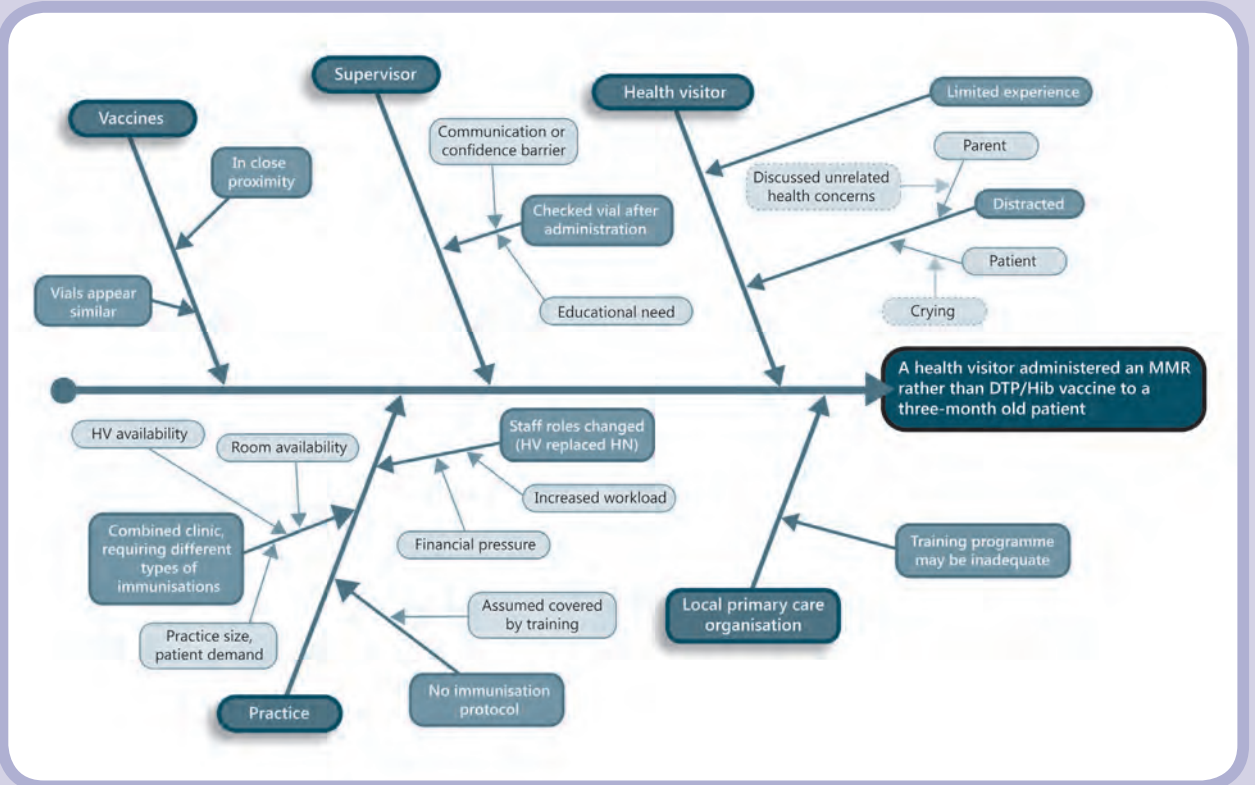 Supervisor
Health visitor
Vaccines
Limited experience
Communication or
confidence barrier
Parent
In close
proximity
Discussed unrelated
health concerns
Distracted
Checked vial after
administration
Patient
Vials appear
similar
Educational need
Crying
A health visitor administered an MMR
rather than DTP/Hib vaccine to a
three-month old patient
HV availability
Room availability
Staff roles changed
(HV replaced HN)
Increased workload
Combined clinic,
requiring different
types of
immunisations
Financial pressure
Training programme
may be inadequate
Assumed covered
by training
Local primary care
organisation
Practice size,
patient demand
No immunisation
protocol
Practice